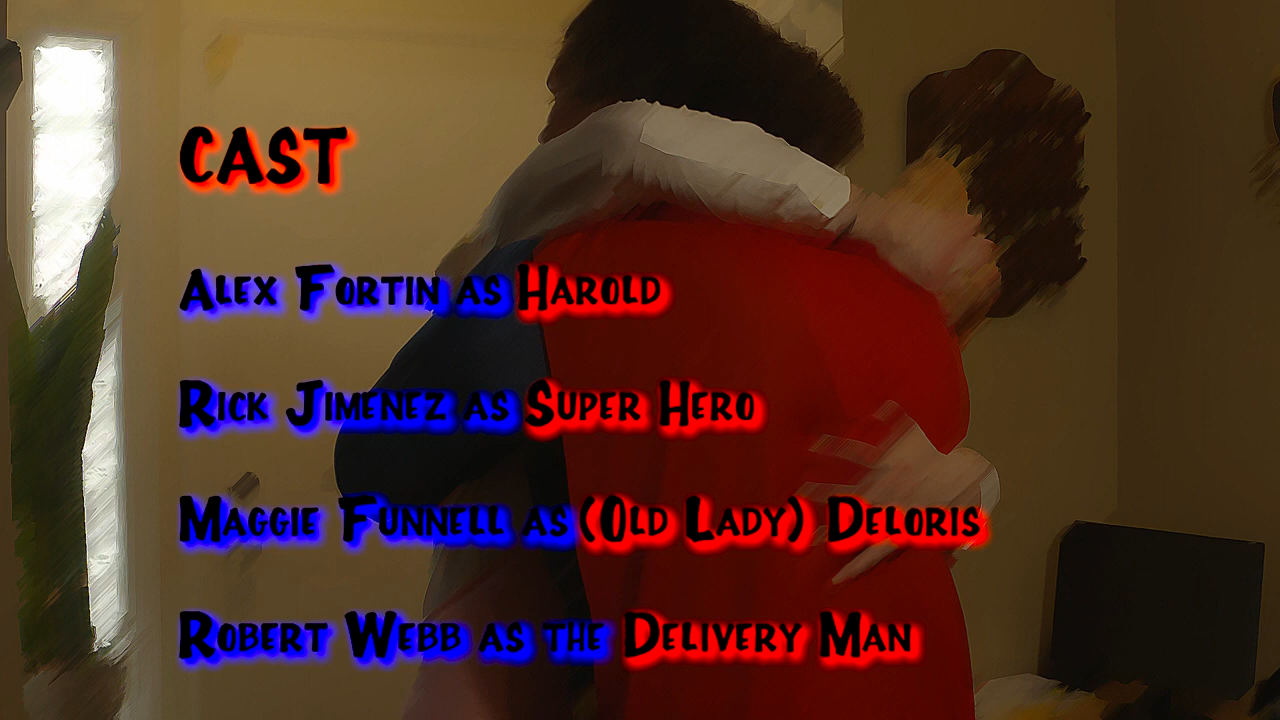 CAST
Alex Fortin as Harold
Rick Jimenez as Super Hero
Maggie Funnell as (Old Lady) Deloris
Robert Webb as the Delivery Man